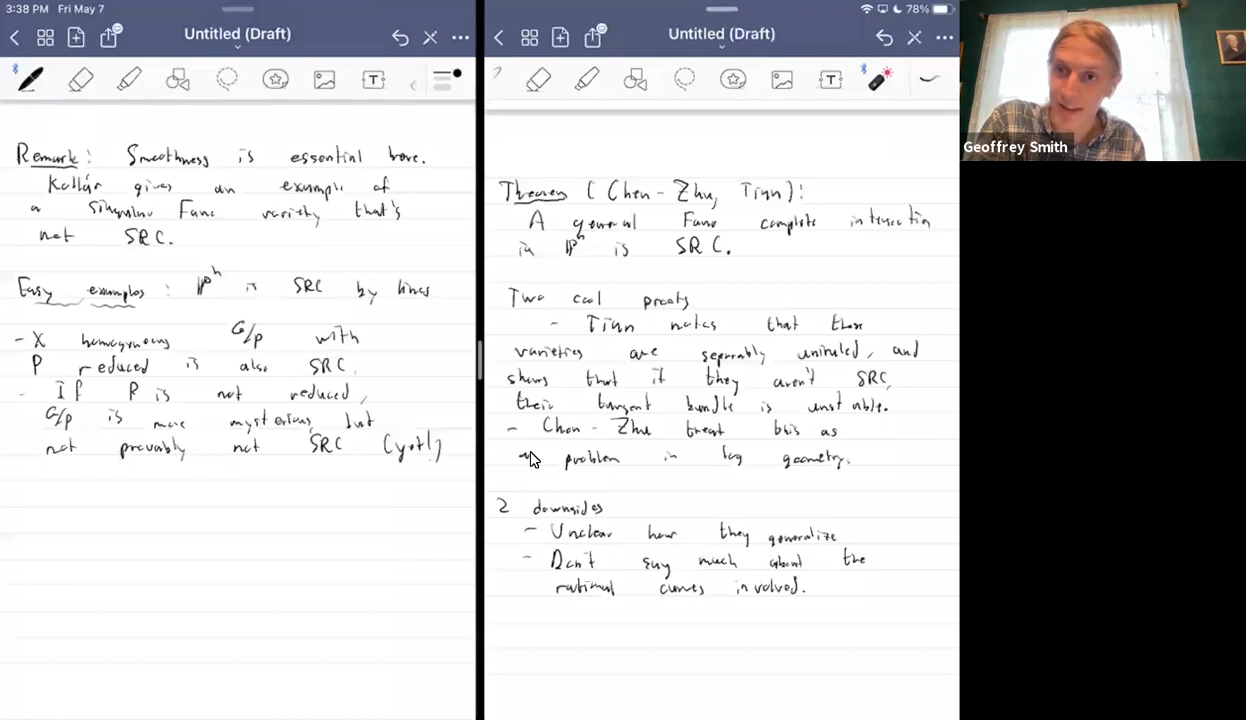 3:38 PM Fri May 7
78%
Untitled (Draft)
Untitled (Draft)
Geoffrey Smith
Remark: Smoothness is essential here.
Kollár gives an example of
a singular Fano variety that's
not SRC.
Easy examples: ℙⁿ is SRC by lines
- X homogeneous G/P with
P reduced is also SRC.
- If P is not reduced,
G/P is more mysterious, but
not provably not SRC (yet!)
Theorem (Chen-Zhu, Tian):
A general Fano complete intersection
in ℙⁿ is SRC.
Two cool proofs
- Tian notes that these
varieties are separably uniruled, and
shows that if they aren't SRC,
their tangent bundle is unstable.
- Chen-Zhu treat this as
a problem in log geometry.
2 downsides
- Unclear how they generalize
- Don't say much about the
rational curves involved.